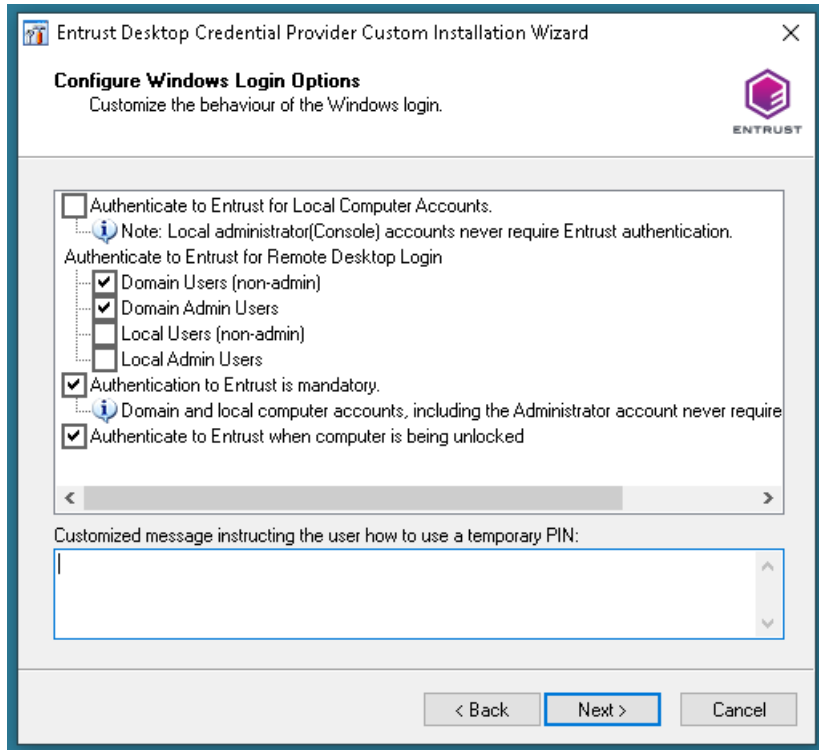 Entrust Desktop Credential Provider Custom Installation Wizard
Configure Windows Login Options
Customize the behaviour of the Windows login.
ENTRUST
Authenticate to Entrust for Local Computer Accounts.
Note: Local administrator(Console) accounts never require Entrust authentication.
Authenticate to Entrust for Remote Desktop Login
Domain Users (non-admin)
Domain Admin Users
Local Users (non-admin)
Local Admin Users
Authentication to Entrust is mandatory.
Domain and local computer accounts, including the Administrator account never require
Authenticate to Entrust when computer is being unlocked
Customized message instructing the user how to use a temporary PIN:
< Back Next > Cancel